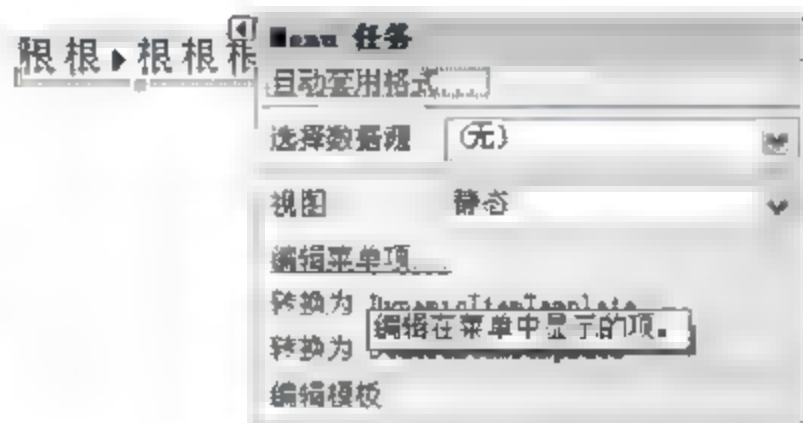 根 根 ▸ 根 根 根
Menu 任务
自动套用格式...
选择数据源 (无)
视图 静态
编辑菜单项...
转换为 DynamicItemTemplate
编辑在菜单中显示的项。
转换为
编辑模板